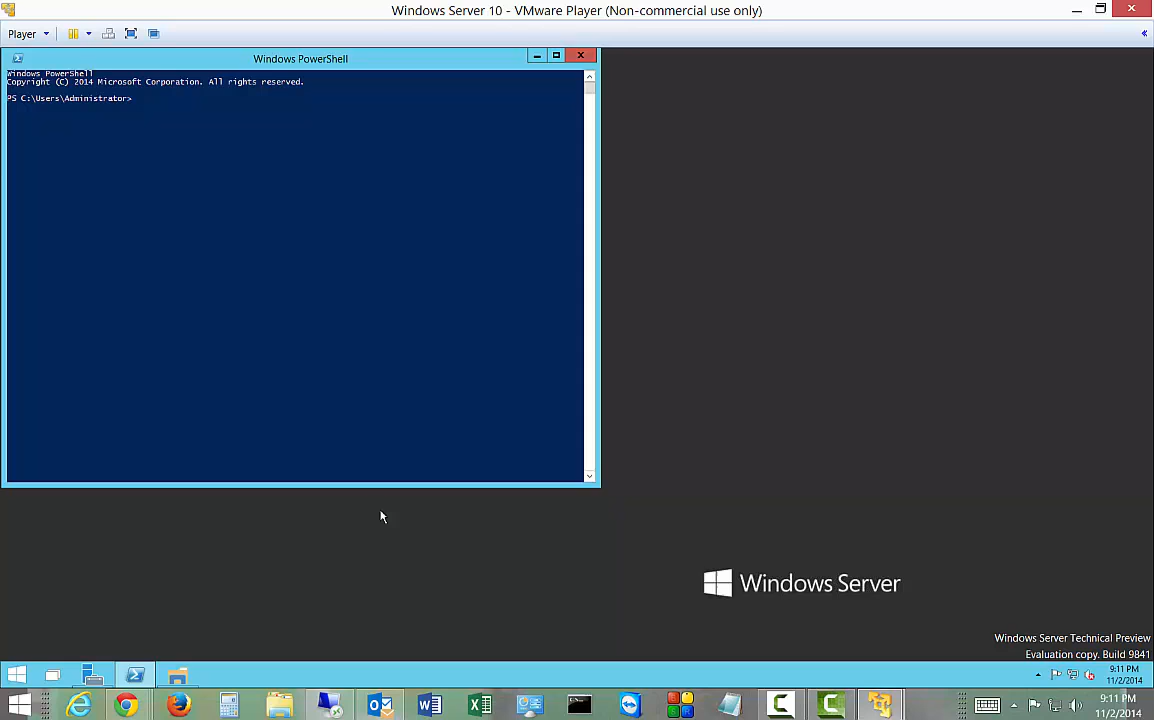 Windows Server 10 - VMware Player (Non-commercial use only)
Player
Windows PowerShell
Windows PowerShell
Copyright (C) 2014 Microsoft Corporation. All rights reserved.
PS C:\Users\Administrator>
Windows Server
Windows Server Technical Preview
Evaluation copy. Build 9841
9:11 PM
11/2/2014
9:11 PM
11/2/2014